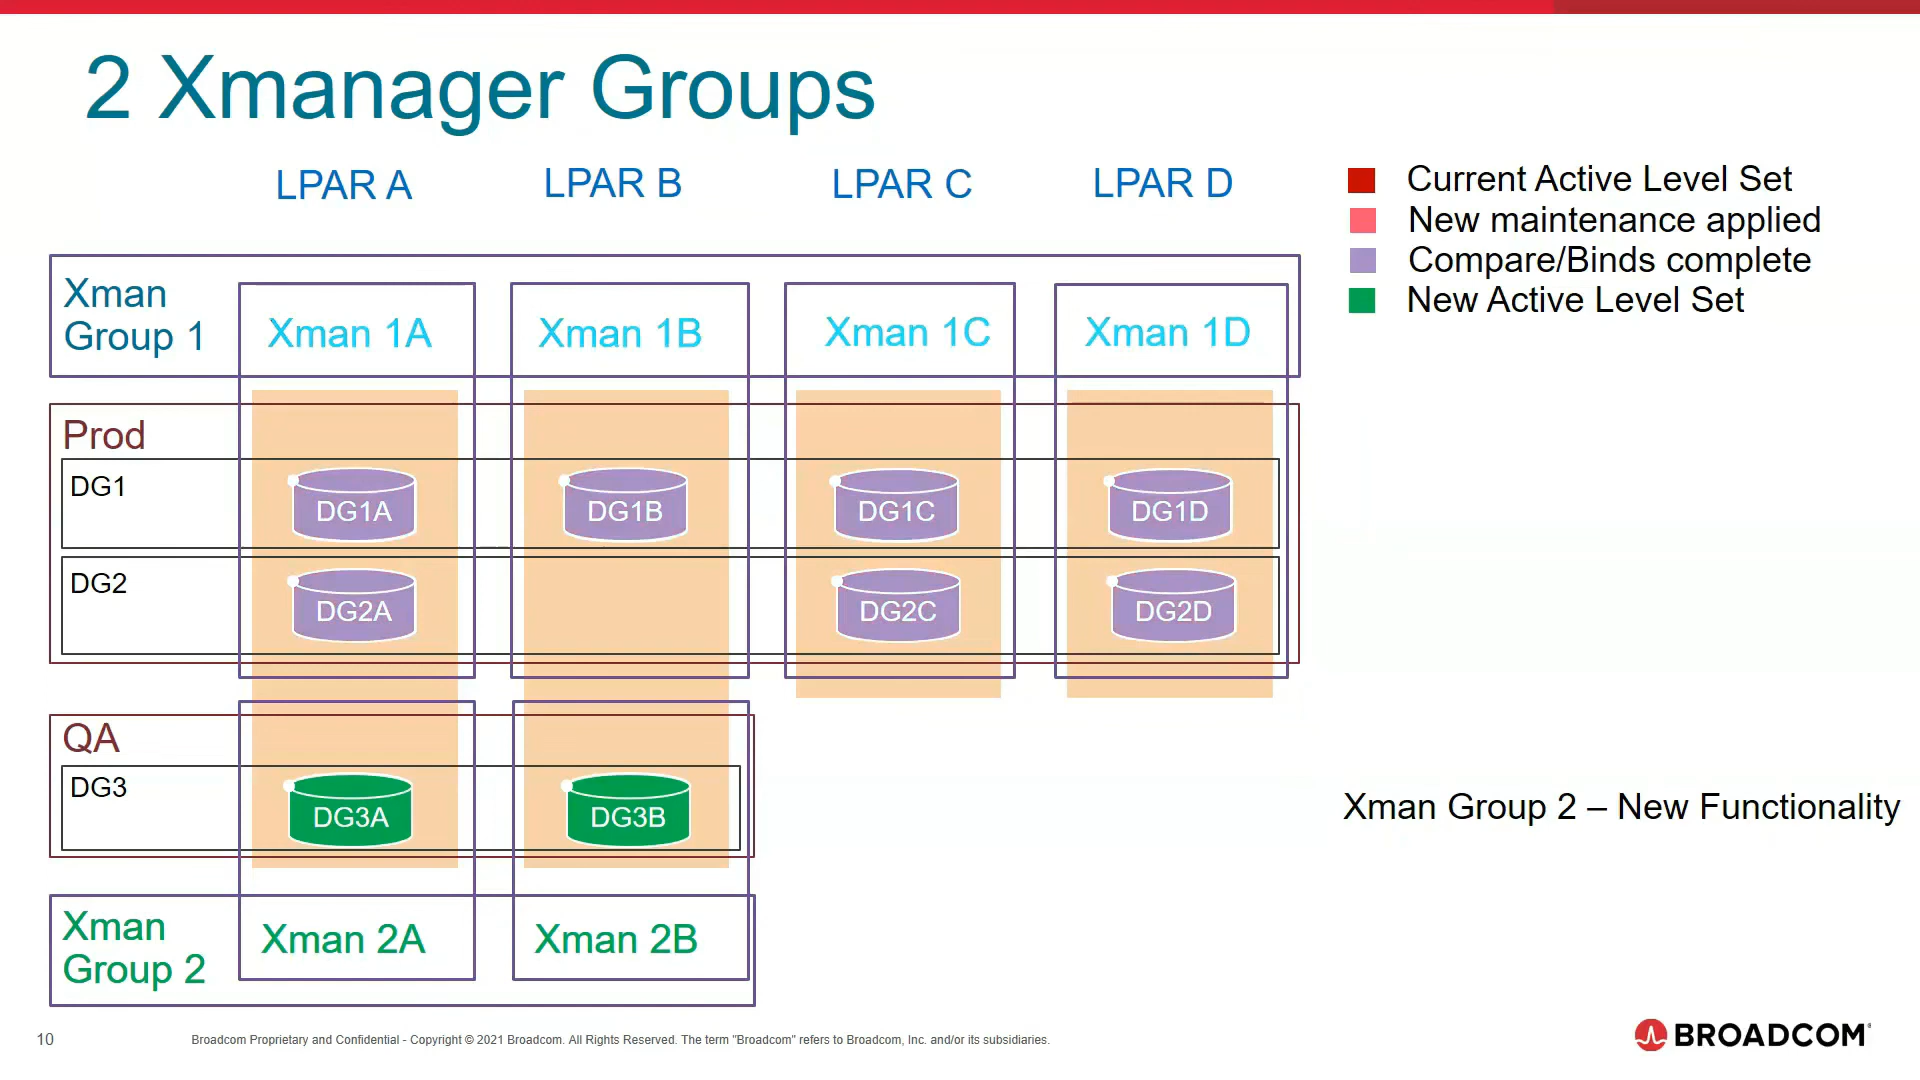 2 Xmanager Groups
LPAR A
LPAR B
LPAR C
LPAR D
Current Active Level Set
New maintenance applied
Compare/Binds complete
New Active Level Set
Xman
Group 1
Xman 1A
Xman 1B
Xman 1C
Xman 1D
Prod
DG1
DG1A
DG1B
DG1C
DG1D
DG2
DG2A
DG2C
DG2D
QA
DG3
DG3A
DG3B
Xman Group 2 – New Functionality
Xman
Group 2
Xman 2A
Xman 2B
10
Broadcom Proprietary and Confidential - Copyright © 2021 Broadcom. All Rights Reserved. The term "Broadcom" refers to Broadcom, Inc. and/or its subsidiaries.
BROADCOM